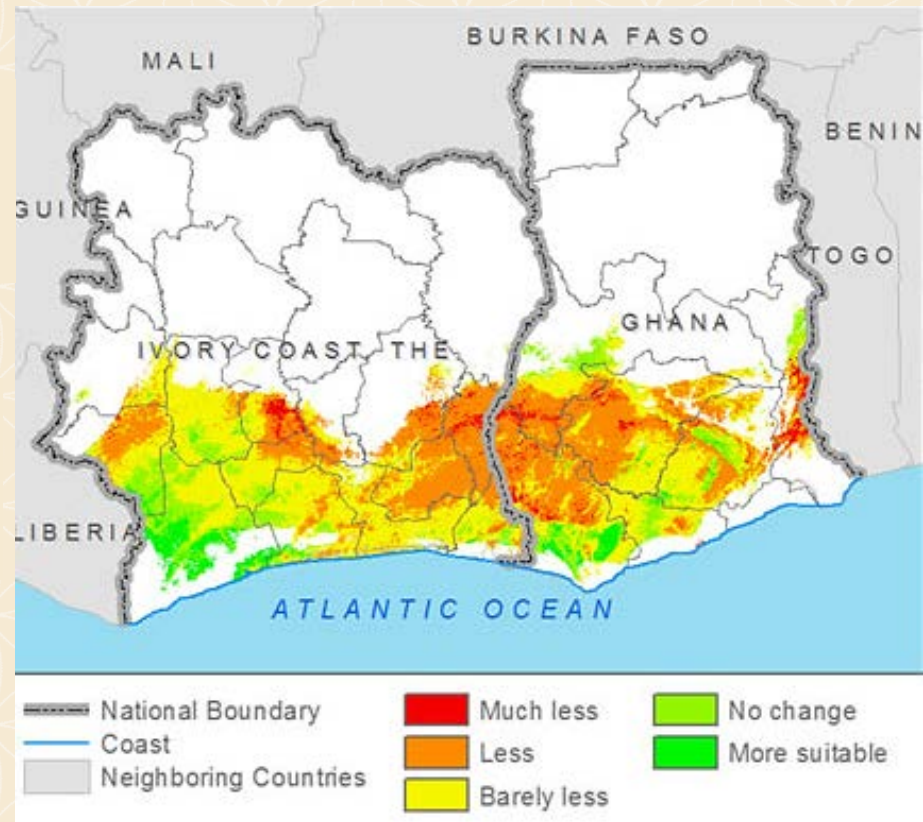 BURKINA FASO
MALI
BENIN
GUINEA
TOGO
GHANA
IVORY COAST, THE
LIBERIA
ATLANTIC OCEAN
National Boundary
Coast
Neighboring Countries
Much less
Less
Barely less
No change
More suitable